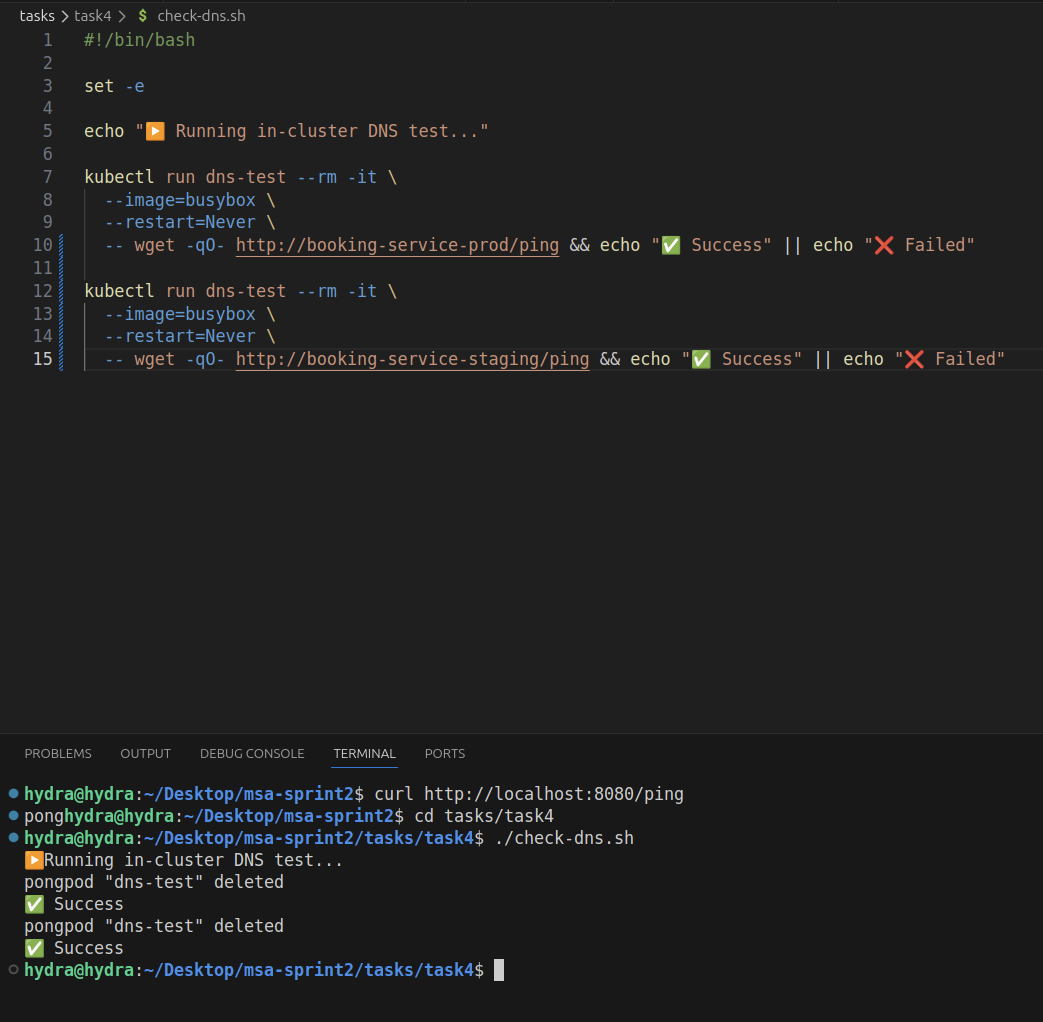 tasks > task4 > $ check-dns.sh
1 #!/bin/bash
2
3 set -e
4
5 echo "▶️ Running in-cluster DNS test..."
6
7 kubectl run dns-test --rm -it \
8   --image=busybox \
9   --restart=Never \
10   -- wget -qO- http://booking-service-prod/ping && echo "✅ Success" || echo "❌ Failed"
11
12 kubectl run dns-test --rm -it \
13   --image=busybox \
14   --restart=Never \
15   -- wget -qO- http://booking-service-staging/ping && echo "✅ Success" || echo "❌ Failed"
PROBLEMS OUTPUT DEBUG CONSOLE TERMINAL PORTS
hydra@hydra:~/Desktop/msa-sprint2$ curl http://localhost:8080/ping
ponghydra@hydra:~/Desktop/msa-sprint2$ cd tasks/task4
hydra@hydra:~/Desktop/msa-sprint2/tasks/task4$ ./check-dns.sh
▶️Running in-cluster DNS test...
pongpod "dns-test" deleted
✅ Success
pongpod "dns-test" deleted
✅ Success
hydra@hydra:~/Desktop/msa-sprint2/tasks/task4$